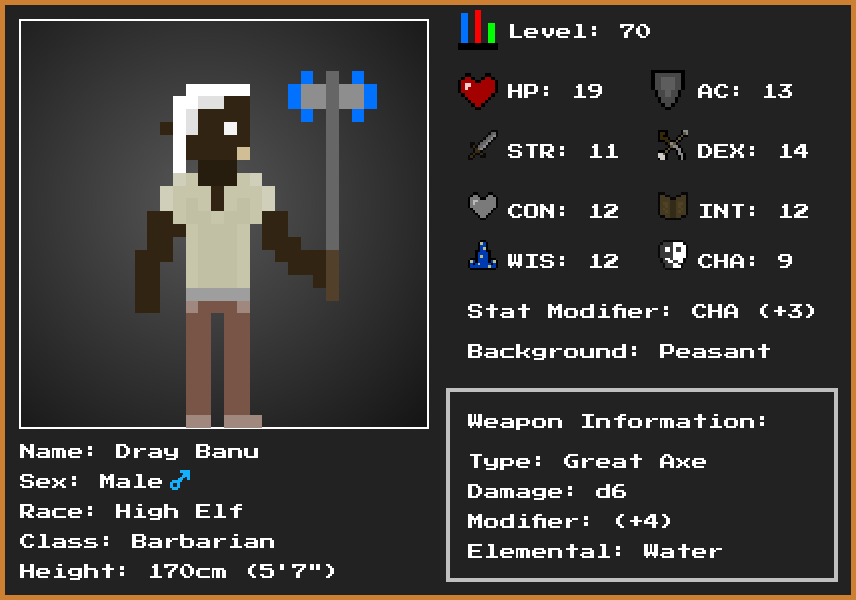 Level: 70
HP: 19
AC: 13
STR: 11
DEX: 14
CON: 12
INT: 12
WIS: 12
CHA: 9
Stat Modifier: CHA (+3)
Background: Peasant
Weapon Information:
Type: Great Axe
Damage: d6
Modifier: (+4)
Elemental: Water
Name: Dray Banu
Sex: Male♂
Race: High Elf
Class: Barbarian
Height: 170cm (5'7")